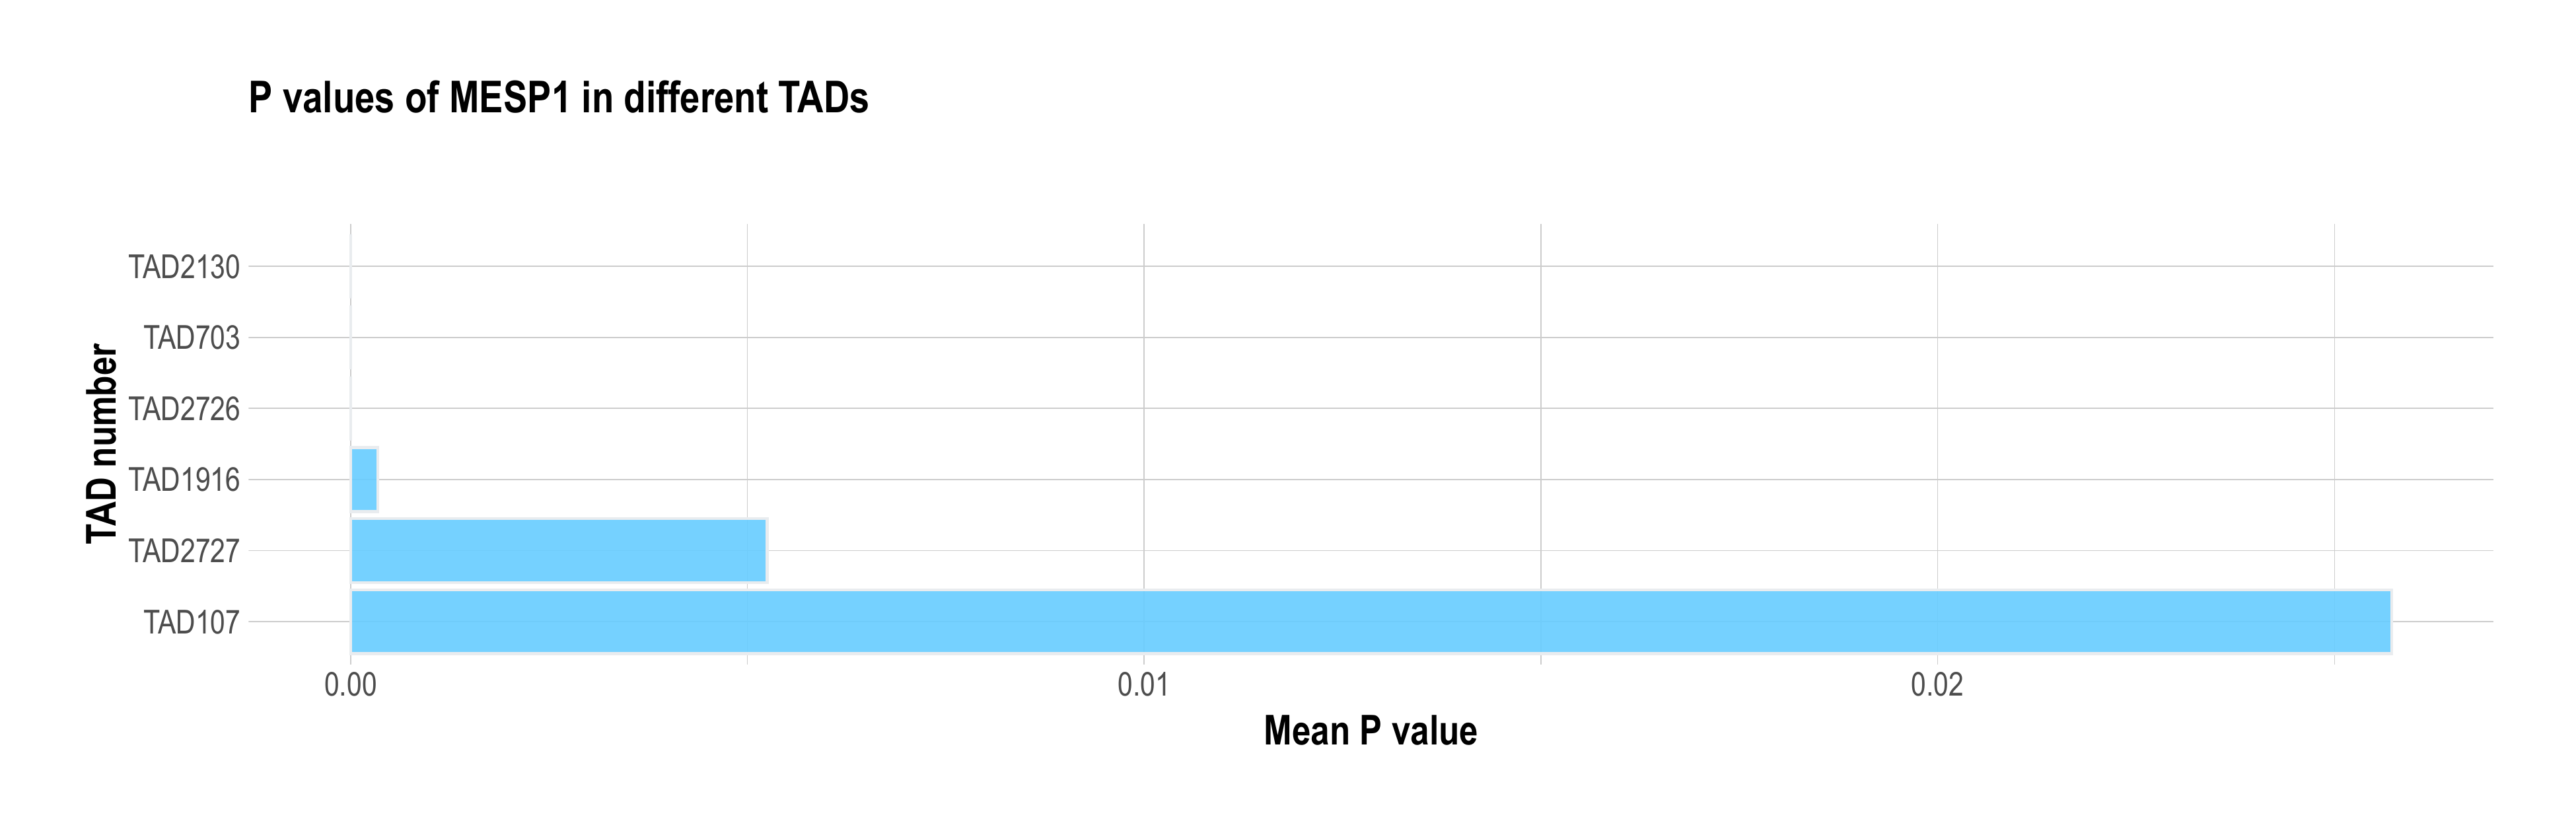 P values of MESP1 in different TADs
TAD number
TAD2130
TAD703
TAD2726
TAD1916
TAD2727
TAD107
0.00 0.01 0.02
Mean P value